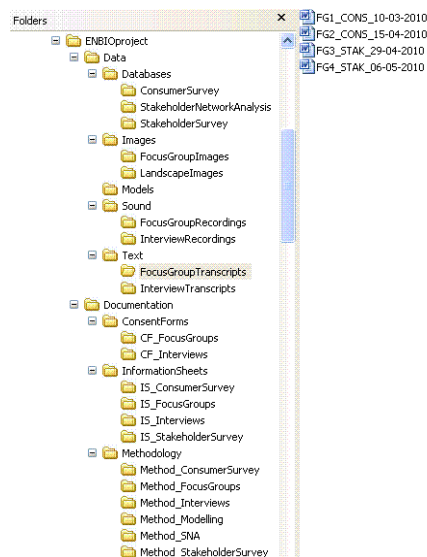 Folders
ENBIOproject
Data
Databases
ConsumerSurvey
StakeholderNetworkAnalysis
StakeholderSurvey
Images
FocusGroupImages
LandscapeImages
Models
Sound
FocusGroupRecordings
InterviewRecordings
Text
FocusGroupTranscripts
InterviewTranscripts
Documentation
ConsentForms
CF_FocusGroups
CF_Interviews
InformationSheets
IS_ConsumerSurvey
IS_FocusGroups
IS_Interviews
IS_StakeholderSurvey
Methodology
Method_ConsumerSurvey
Method_FocusGroups
Method_Interviews
Method_Modelling
Method_SNA
Method_StakeholderSurvey
FG1_CONS_10-03-2010
FG2_CONS_15-04-2010
FG3_STAK_29-04-2010
FG4_STAK_06-05-2010